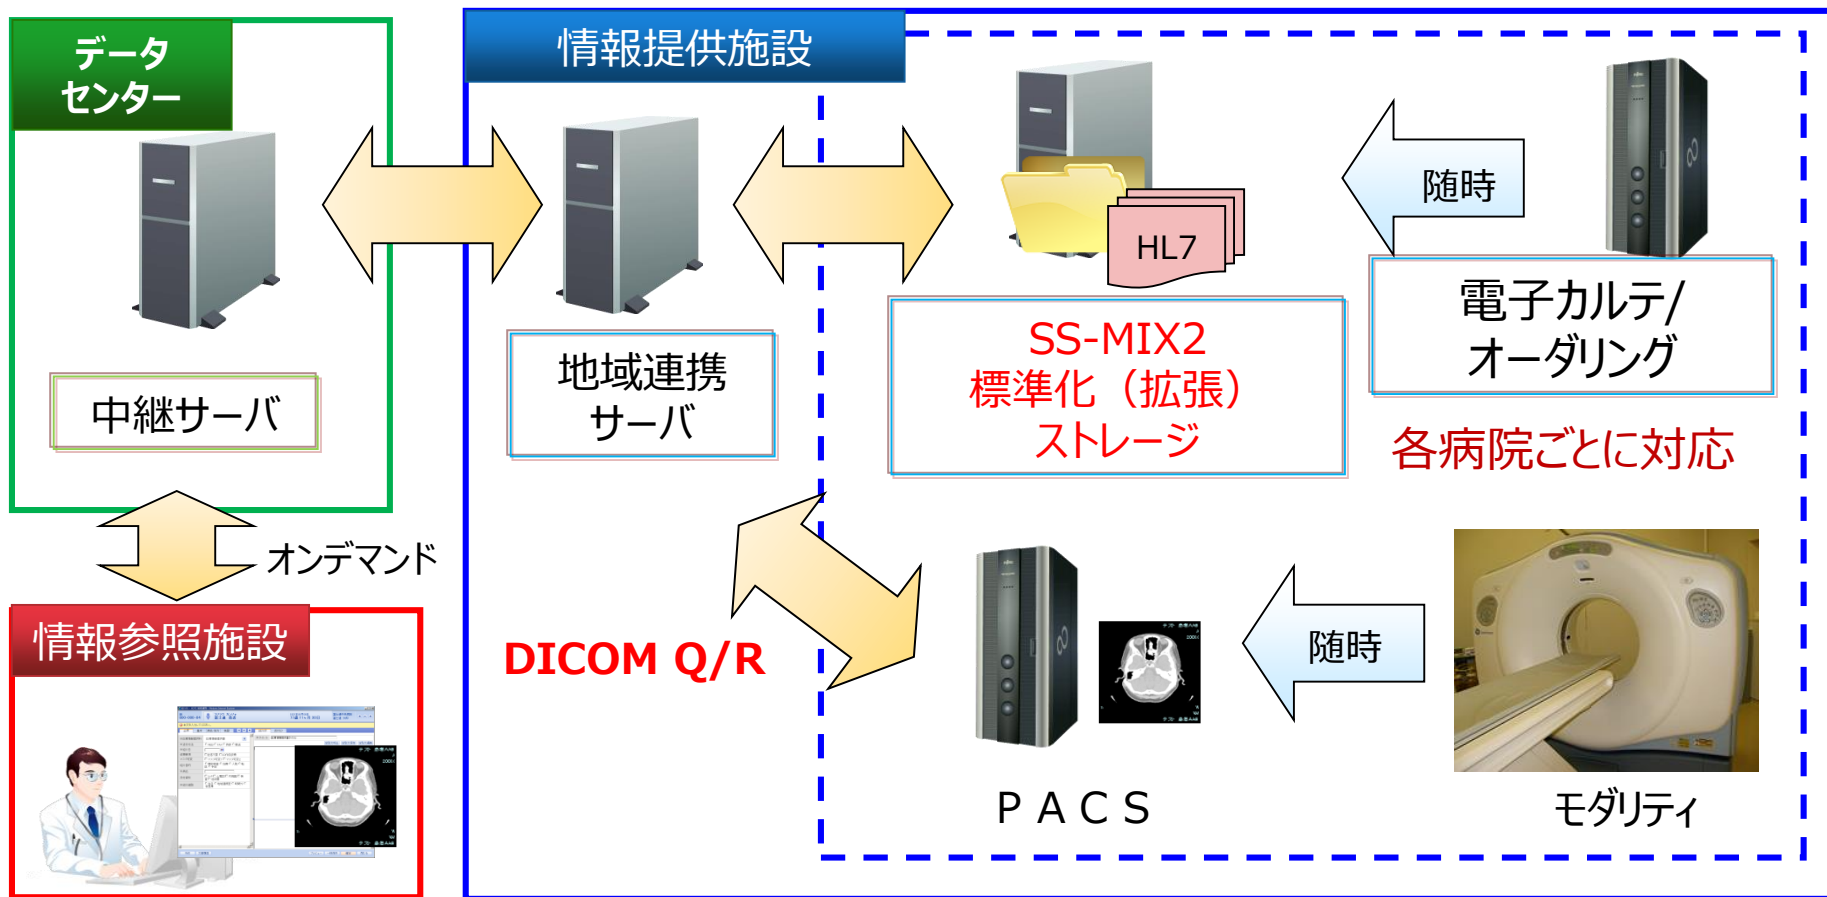 データ
センター
中継サーバ
オンデマンド
情報参照施設
情報提供施設
地域連携
サーバ
HL7
SS-MIX2
標準化（拡張）
ストレージ
随時
電子カルテ/
オーダリング
各病院ごとに対応
DICOM Q/R
ＰＡＣＳ
随時
モダリティ